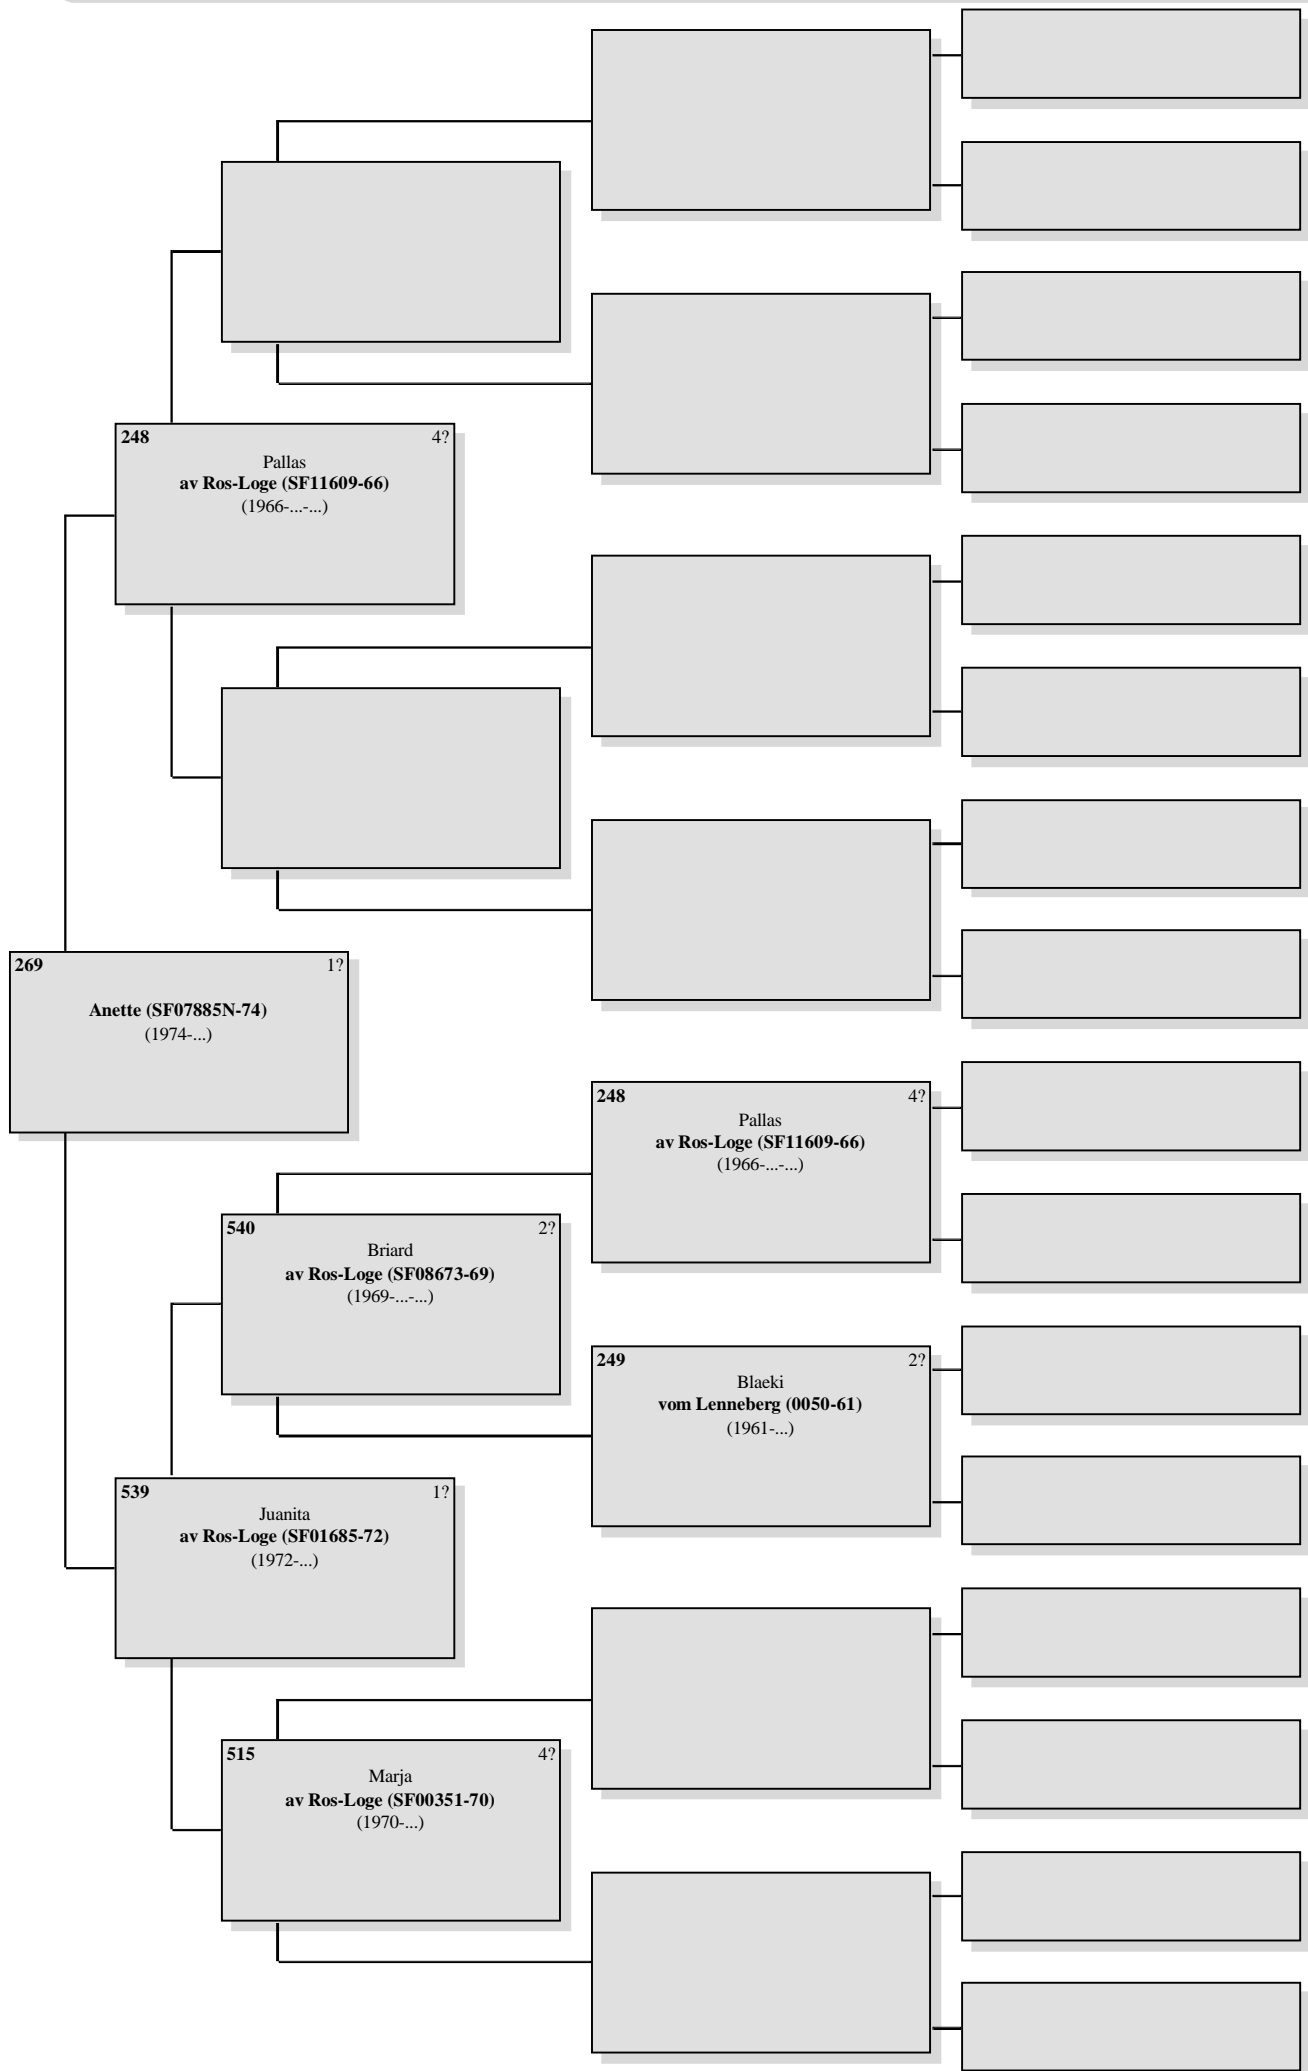 248 4?
Pallas
av Ros-Loge (SF11609-66)
(1966-...-...)
269 1?
Anette (SF07885N-74)
(1974-...)
248 4?
Pallas
av Ros-Loge (SF11609-66)
(1966-...-...)
540 2?
Briard
av Ros-Loge (SF08673-69)
(1969-...-...)
249 2?
Blaeki
vom Lenneberg (0050-61)
(1961-...)
539 1?
Juanita
av Ros-Loge (SF01685-72)
(1972-...)
515 4?
Marja
av Ros-Loge (SF00351-70)
(1970-...)